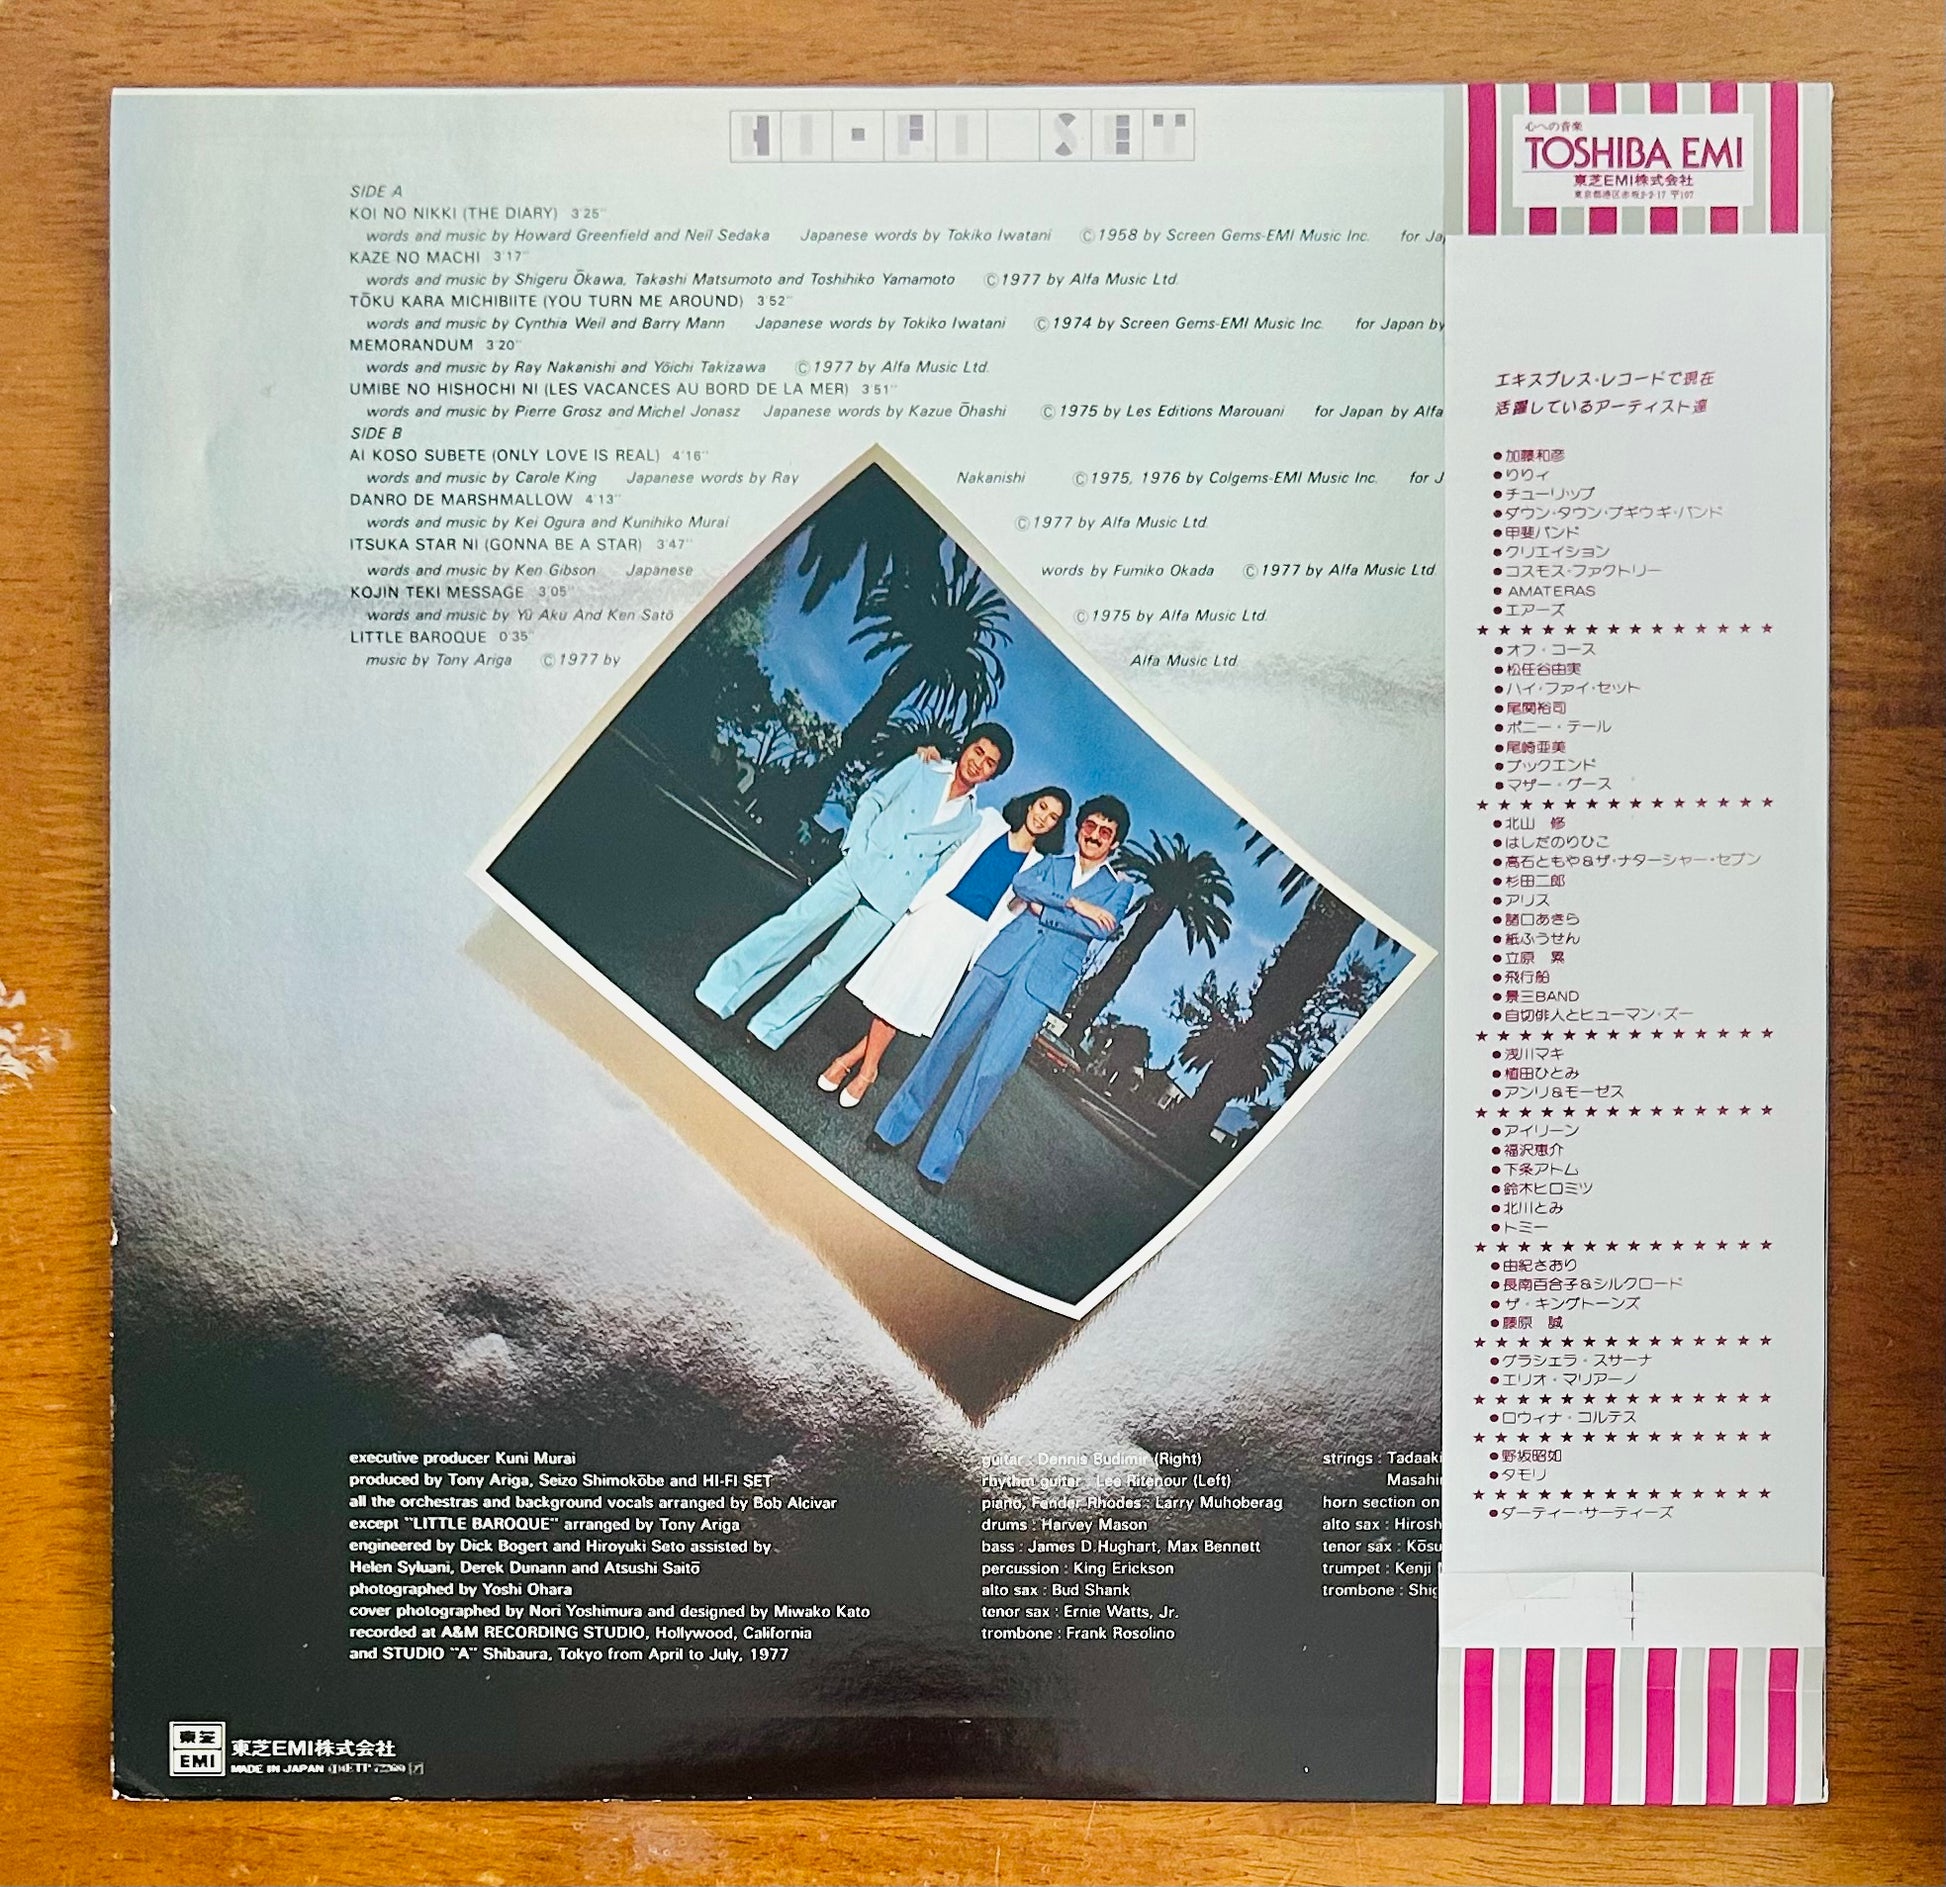 HI-FI SET
SIDE A
KOI NO NIKKI (THE DIARY) 3'25"
words and music by Howard Greenfield and Neil Sedaka Japanese words by Tokiko Iwatani ©1958 by Screen Gems-EMI Music Inc. for Ja
KAZE NO MACHI 3'17"
words and music by Shigeru Ōkawa, Takashi Matsumoto and Toshihiko Yamamoto ©1977 by Alfa Music Ltd.
TŌKU KARA MICHIBIITE (YOU TURN ME AROUND) 3'52"
words and music by Cynthia Weil and Barry Mann Japanese words by Tokiko Iwatani ©1974 by Screen Gems-EMI Music Inc. for Japan by
MEMORANDUM 3'20"
words and music by Ray Nakanishi and Yōichi Takizawa ©1977 by Alfa Music Ltd.
UMIBE NO HISHOCHI NI (LES VACANCES AU BORD DE LA MER) 3'51"
words and music by Pierre Grosz and Michel Jonasz Japanese words by Kazue Ōhashi ©1975 by Les Editions Marouani for Japan by Alfa
SIDE B
AI KOSO SUBETE (ONLY LOVE IS REAL) 4'16"
words and music by Carole King Japanese words by Ray Nakanishi ©1975, 1976 by Colgems-EMI Music Inc. for J
DANRO DE MARSHMALLOW 4'13"
words and music by Kei Ogura and Kunihiko Murai ©1977 by Alfa Music Ltd.
ITSUKA STAR NI (GONNA BE A STAR) 3'47"
words and music by Ken Gibson Japanese words by Fumiko Okada ©1977 by Alfa Music Ltd.
KOJIN TEKI MESSAGE 3'05"
words and music by Yū Aku And Ken Satō ©1975 by Alfa Music Ltd.
LITTLE BAROQUE 0'35"
music by Tony Ariga ©1977 by Alfa Music Ltd.
executive producer Kuni Murai
produced by Tony Ariga, Seizo Shimokōbe and HI-FI SET
all the orchestras and background vocals arranged by Bob Alcivar
except "LITTLE BAROQUE" arranged by Tony Ariga
engineered by Dick Bogert and Hiroyuki Seto assisted by
Helen Syluani, Derek Dunann and Atsushi Saitō
photographed by Yoshi Ohara
cover photographed by Nori Yoshimura and designed by Miwako Kato
recorded at A&M RECORDING STUDIO, Hollywood, California
and STUDIO "A" Shibaura, Tokyo from April to July, 1977
guitar : Dennis Budimir (Right)
rhythm guitar : Lee Ritenour (Left)
piano, Fender Rhodes : Larry Muhoberag
drums : Harvey Mason
bass : James D.Hughart, Max Bennett
percussion : King Erickson
alto sax : Bud Shank
tenor sax : Ernie Watts, Jr.
trombone : Frank Rosolino
strings : Tadaaki
Masahir
horn section on
alto sax : Hirosh
tenor sax : Kōsu
trumpet : Kenji
trombone : Shig
東芝
EMI
東芝EMI株式会社
MADE IN JAPAN
心への音楽
TOSHIBA EMI
東芝EMI株式会社
東京都港区赤坂2-2-17 〒107
エキスプレス・レコードで現在
活躍しているアーティスト達
●加藤和彦
●りりィ
●チューリップ
●ダウン・タウン・ブギウギ・バンド
●甲斐バンド
●クリエイション
●コスモス・ファクトリー
●AMATERAS
●エアーズ
★★★★★★★★★★★★★★
●オフ・コース
●松任谷由実
●ハイ・ファイ・セット
●尾関裕司
●ポニー・テール
●尾崎亜美
●ブックエンド
●マザー・グース
★★★★★★★★★★★★★★
●北山 修
●はしだのりひこ
●高石ともや&ザ・ナターシャー・セブン
●杉田二郎
●アリス
●諸口あきら
●紙ふうせん
●立原 累
●飛行船
●景三BAND
●自切俳人とヒューマン・ズー
★★★★★★★★★★★★★★
●浅川マキ
●植田ひとみ
●アンリ&モーゼス
★★★★★★★★★★★★★★
●アイリーン
●福沢恵介
●下条アトム
●鈴木ヒロミツ
●北川とみ
●トミー
★★★★★★★★★★★★★★
●由紀さおり
●長南百合子&シルクロード
●ザ・キングトーンズ
●藤原 誠
★★★★★★★★★★★★★★
●グラシェラ・スサーナ
●エリオ・マリアーノ
★★★★★★★★★★★★★★
●ロウィナ・コルテス
★★★★★★★★★★★★★★
●野坂昭如
●タモリ
★★★★★★★★★★★★★★
●ダーティー・サーティーズ